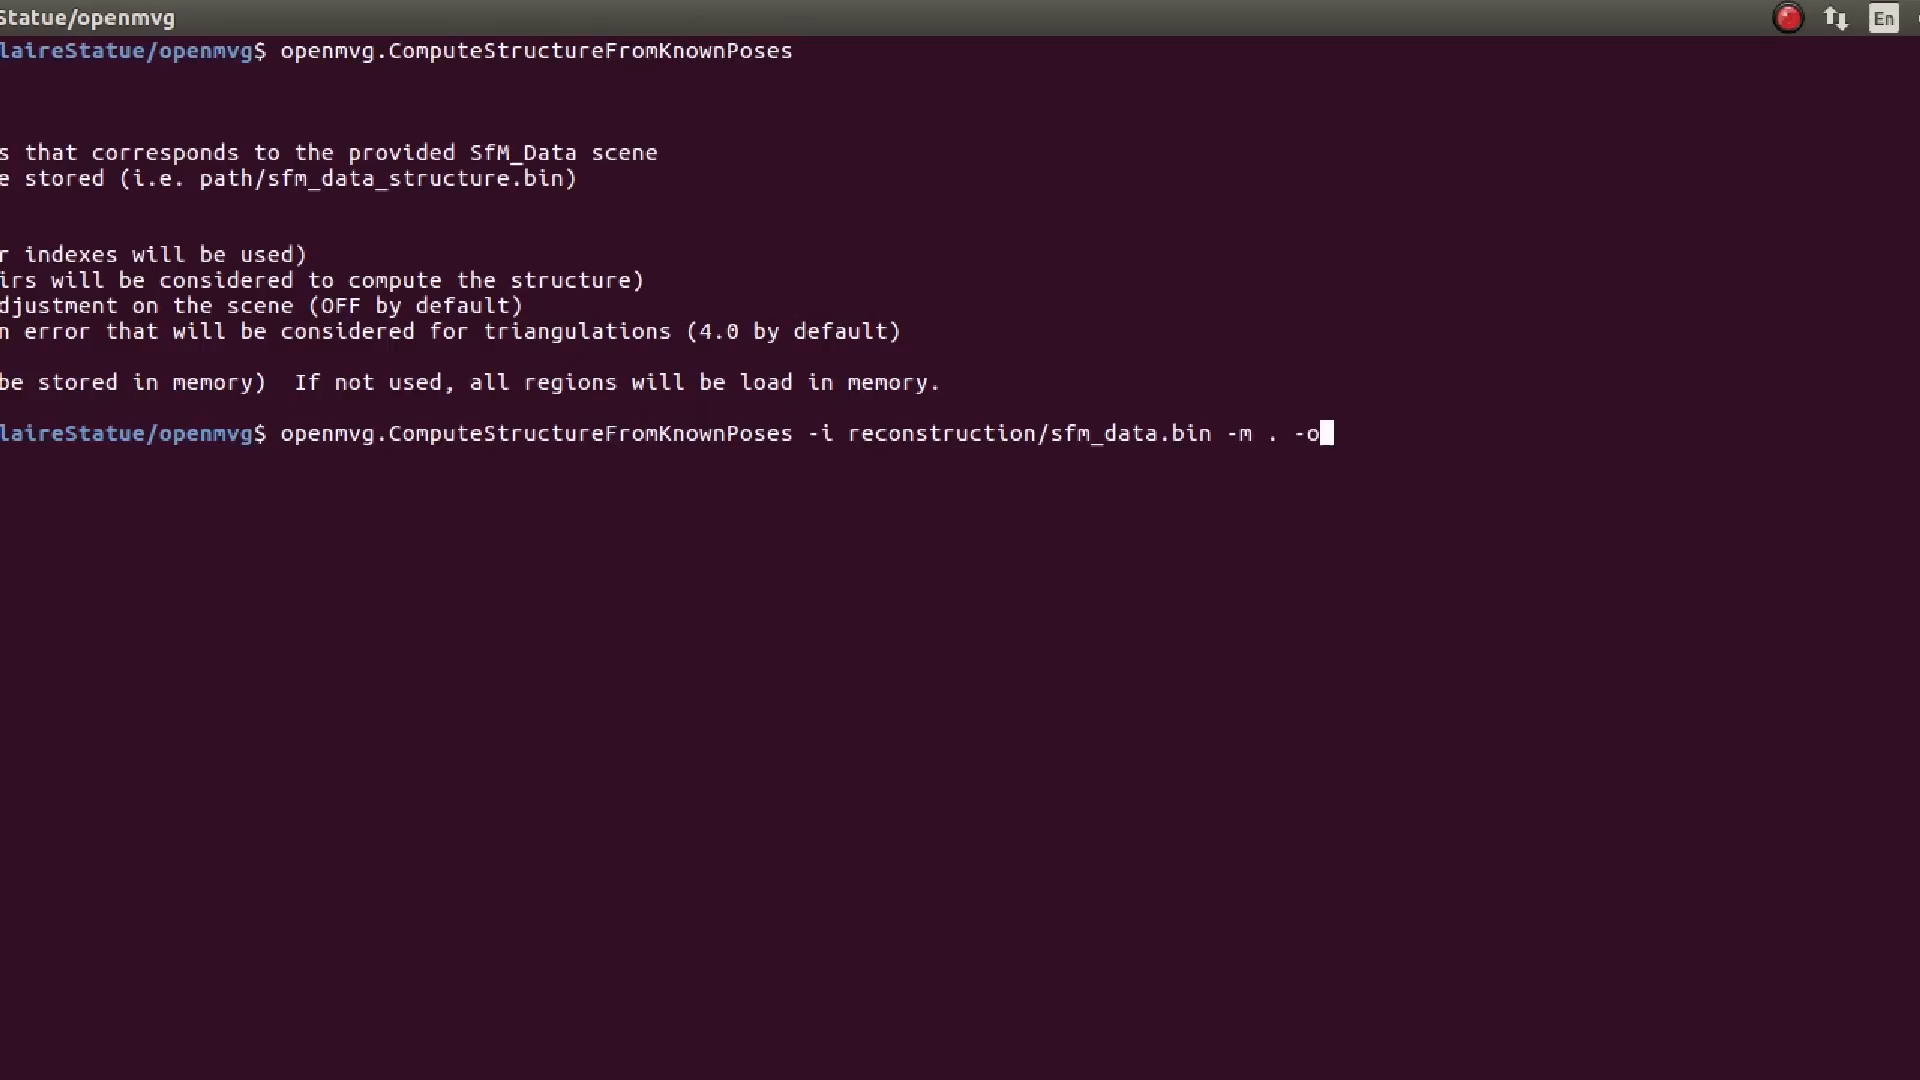 Statue/openmvg
En
laireStatue/openmvg$ openmvg.ComputeStructureFromKnownPoses
s that corresponds to the provided SfM_Data scene
e stored (i.e. path/sfm_data_structure.bin)
r indexes will be used)
irs will be considered to compute the structure)
djustment on the scene (OFF by default)
n error that will be considered for triangulations (4.0 by default)
be stored in memory)  If not used, all regions will be load in memory.
laireStatue/openmvg$ openmvg.ComputeStructureFromKnownPoses -i reconstruction/sfm_data.bin -m . -o